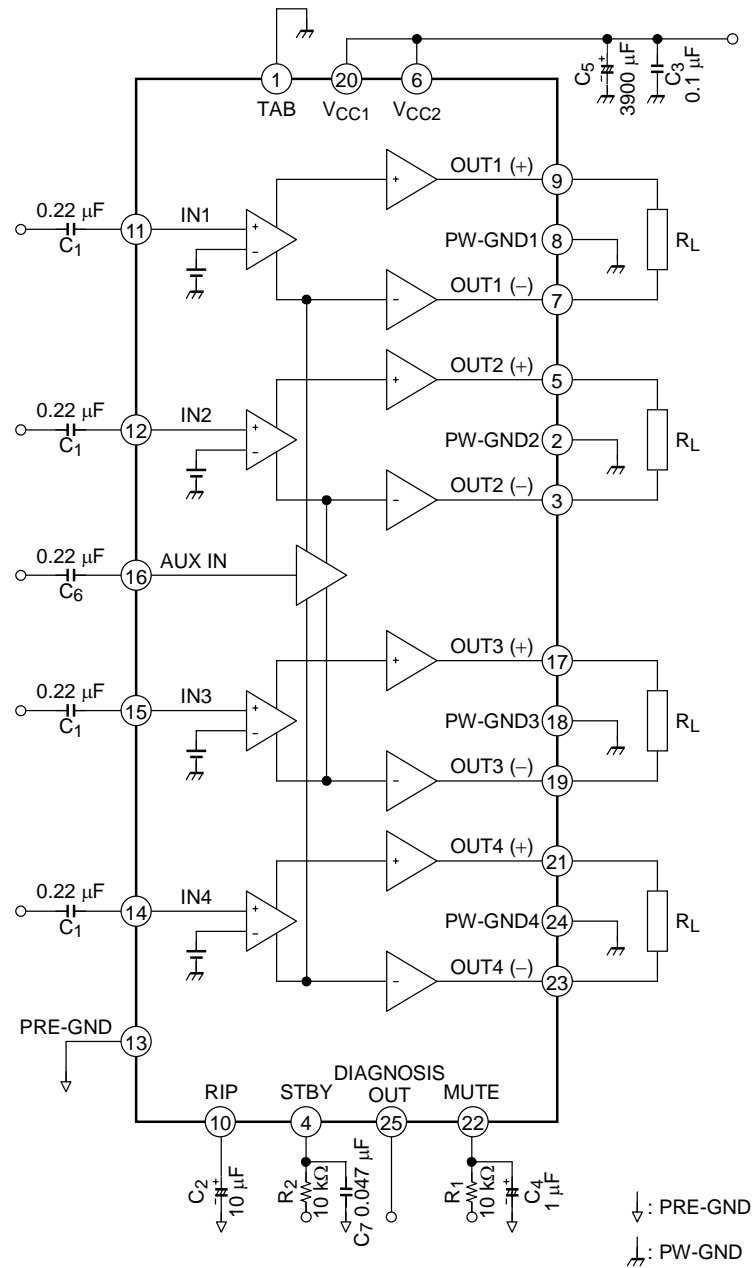 1
TAB
20
VCC1
6
VCC2
C5
3900 μF
C3
0.1 μF
0.22 μF
C1
11
IN1
OUT1 (+)
9
PW-GND1
8
OUT1 (−)
7
RL
0.22 μF
C1
12
IN2
OUT2 (+)
5
PW-GND2
2
OUT2 (−)
3
RL
0.22 μF
C6
16
AUX IN
0.22 μF
C1
15
IN3
OUT3 (+)
17
PW-GND3
18
OUT3 (−)
19
RL
0.22 μF
C1
14
IN4
OUT4 (+)
21
PW-GND4
24
OUT4 (−)
23
RL
PRE-GND
13
RIP
10
STBY
4
DIAGNOSIS
OUT
25
MUTE
22
C2
10 μF
R2
10 kΩ
C7 0.047 μF
R1
10 kΩ
C4
1 μF
: PRE-GND
: PW-GND